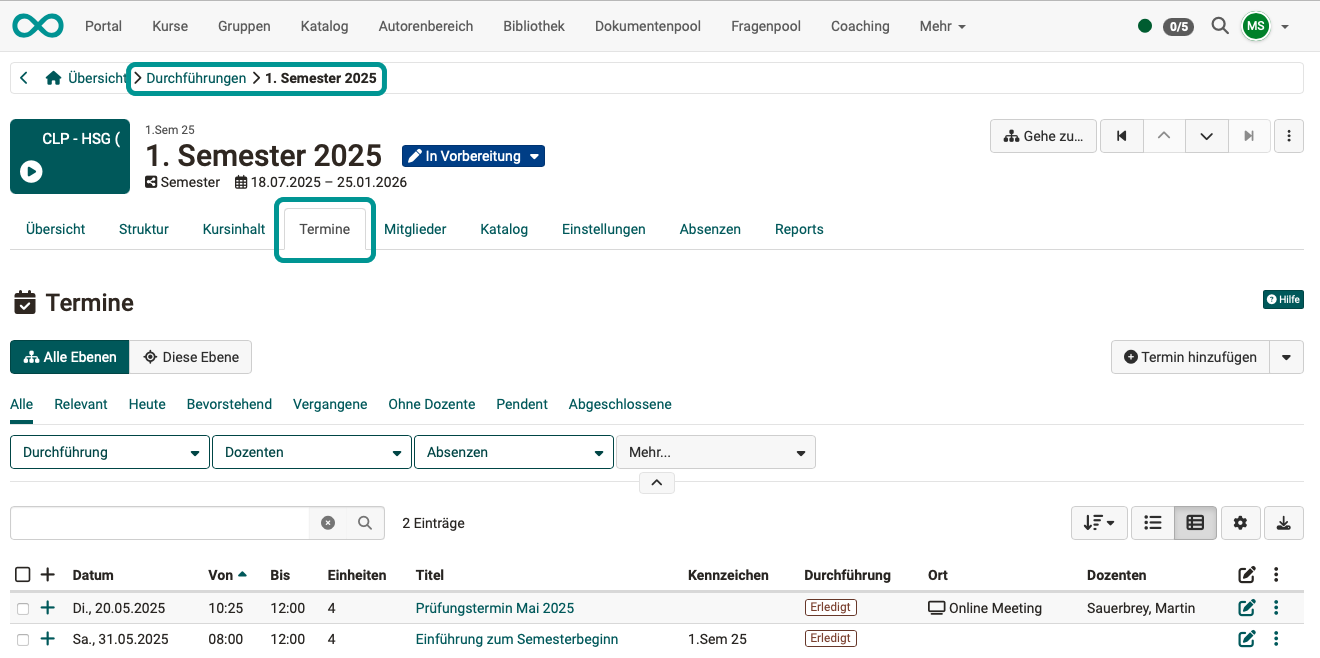 Portal Kurse Gruppen Katalog Autorenbereich Bibliothek Dokumentenpool Fragenpool Coaching Mehr 0/5 MS
Übersicht Durchführungen 1. Semester 2025
CLP - HSG (
1.Sem 25
1. Semester 2025 In Vorbereitung
Semester 18.07.2025 – 25.01.2026
Gehe zu...
Übersicht Struktur Kursinhalt Termine Mitglieder Katalog Einstellungen Absenzen Reports
Termine
Hilfe
Alle Ebenen Diese Ebene Termin hinzufügen
Alle Relevant Heute Bevorstehend Vergangene Ohne Dozente Pendent Abgeschlossene
Durchführung Dozenten Absenzen Mehr...
2 Einträge
Datum Von Bis Einheiten Titel Kennzeichen Durchführung Ort Dozenten
Di., 20.05.2025 10:25 12:00 4 Prüfungstermin Mai 2025 Erledigt Online Meeting Sauerbrey, Martin
Sa., 31.05.2025 08:00 12:00 4 Einführung zum Semesterbeginn 1.Sem 25 Erledigt